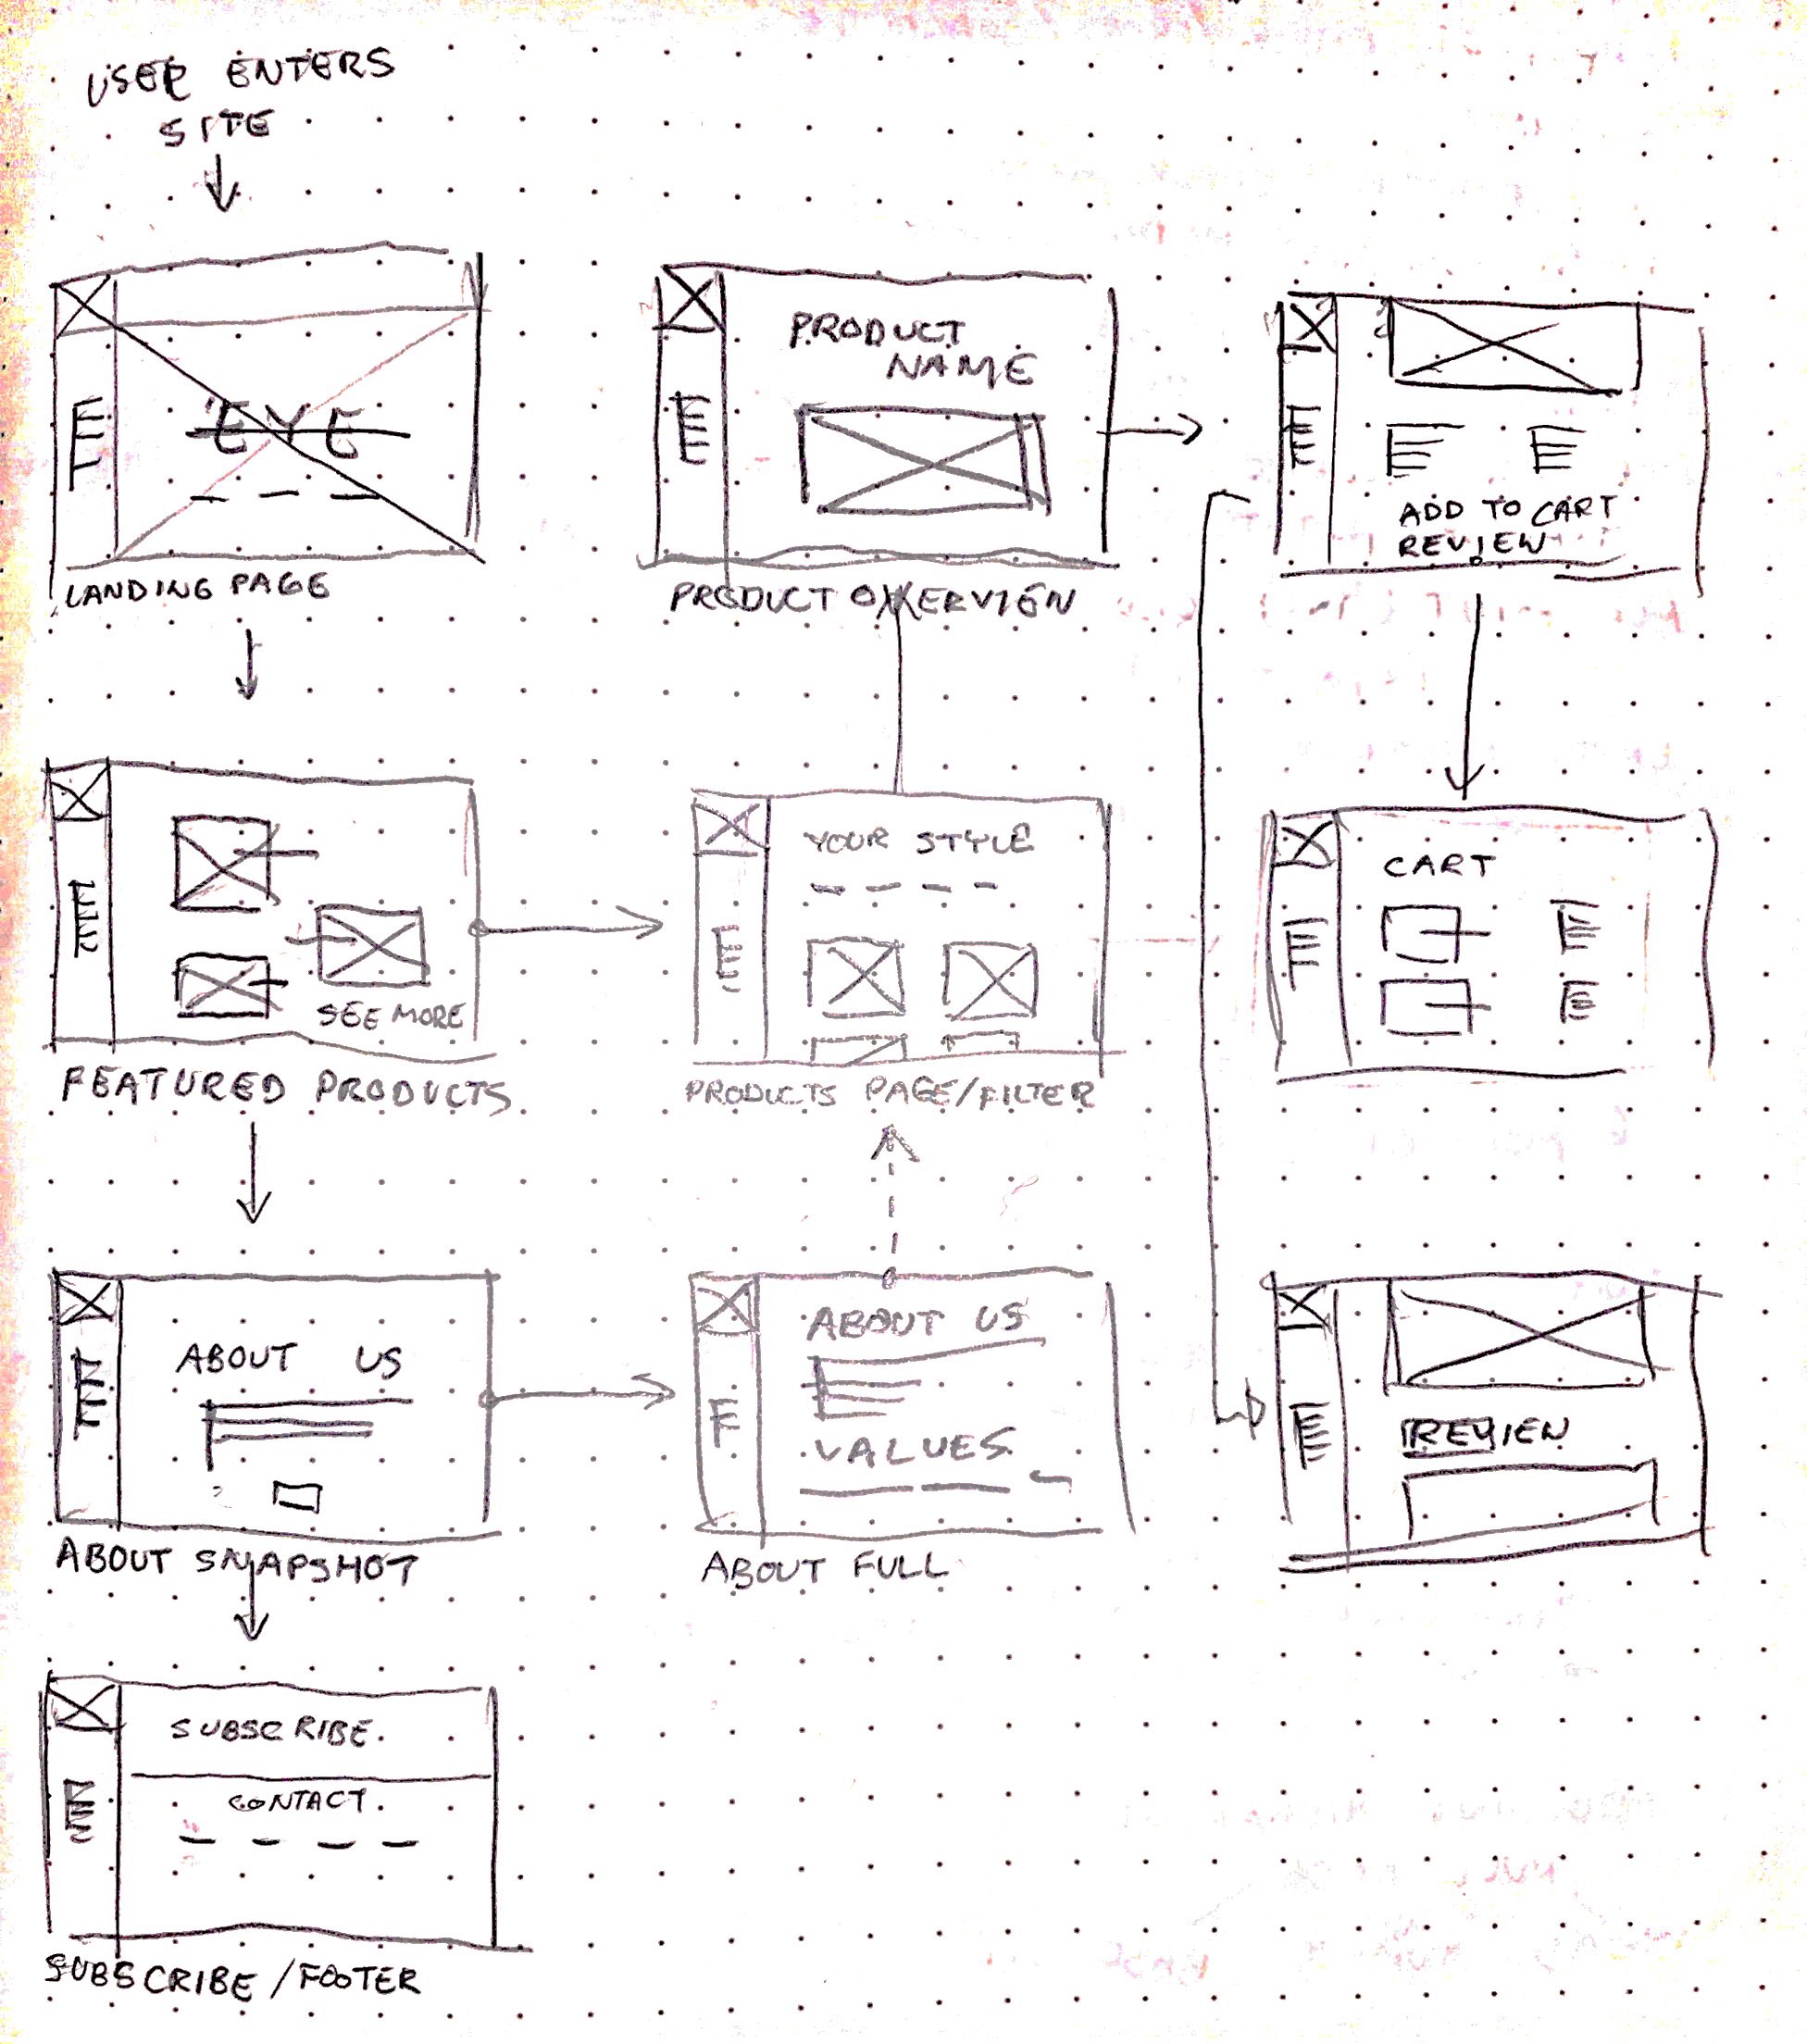 USER ENTERS
SITE
EYE
LANDING PAGE
PRODUCT
NAME
PRODUCT OVERVIEW
ADD TO CART
REVIEW
SEE MORE
FEATURED PRODUCTS
YOUR STYLE
PRODUCTS PAGE/FILTER
CART
ABOUT US
ABOUT SNAPSHOT
ABOUT US
VALUES
ABOUT FULL
REVIEW
SUBSCRIBE
CONTACT
SUBSCRIBE/FOOTER